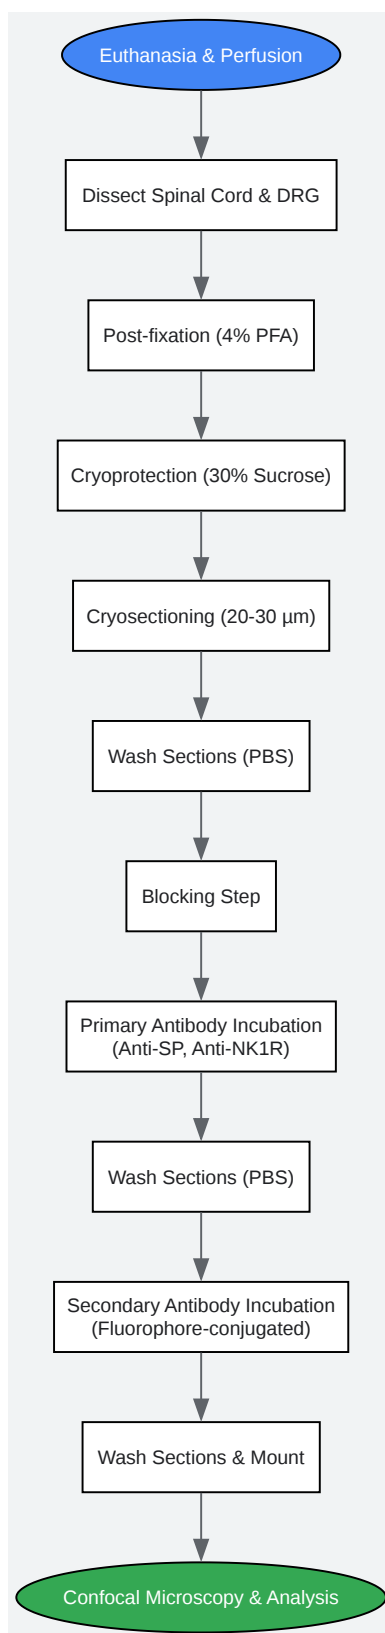 Euthanasia & Perfusion
Dissect Spinal Cord & DRG
Post-fixation (4% PFA)
Cryoprotection (30% Sucrose)
Cryosectioning (20-30 µm)
Wash Sections (PBS)
Blocking Step
Primary Antibody Incubation
(Anti-SP, Anti-NK1R)
Wash Sections (PBS)
Secondary Antibody Incubation
(Fluorophore-conjugated)
Wash Sections & Mount
Confocal Microscopy & Analysis